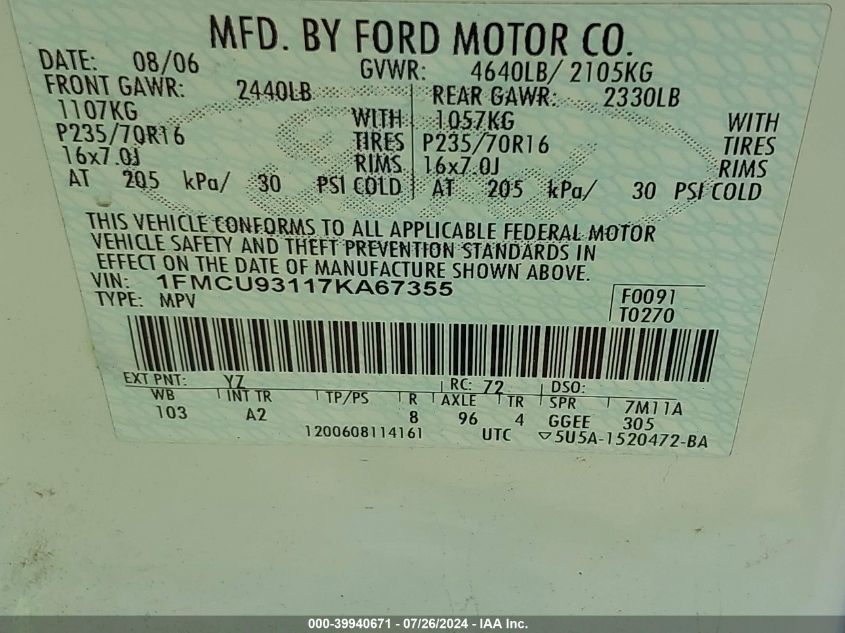 MFD. BY FORD MOTOR CO.
DATE: 08/06 GVWR: 4640LB/ 2105KG
FRONT GAWR: 2440LB REAR GAWR: 2330LB
1107KG WITH 1057KG WITH
P235/70R16 TIRES P235/70R16 TIRES
16x7.0J RIMS 16x7.0J RIMS
AT 205 kPa/ 30 PSI COLD AT 205 kPa/ 30 PSI COLD
THIS VEHICLE CONFORMS TO ALL APPLICABLE FEDERAL MOTOR
VEHICLE SAFETY AND THEFT PREVENTION STANDARDS IN
EFFECT ON THE DATE OF MANUFACTURE SHOWN ABOVE.
VIN: 1FMCU93117KA67355 F0091
TYPE: MPV T0270
EXT PNT: YZ RC: 72 DSO:
WB INT TR TP/PS R AXLE TR SPR 7M11A
103 A2 8 96 4 GGEE 305
1200608114161 UTC ▽5U5A-1520472-BA
000-39940671 - 07/26/2024 - IAA Inc.